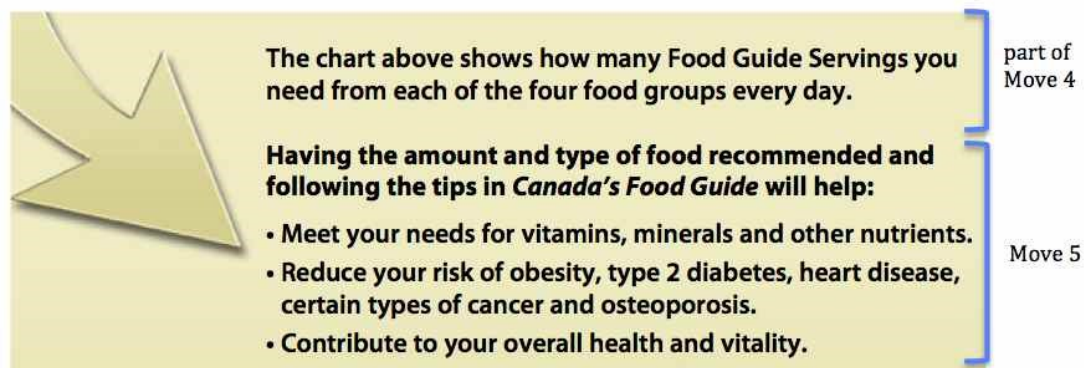 The chart above shows how many Food Guide Servings you
need from each of the four food groups every day.
part of
Move 4
Having the amount and type of food recommended and
following the tips in Canada's Food Guide will help:
• Meet your needs for vitamins, minerals and other nutrients.
• Reduce your risk of obesity, type 2 diabetes, heart disease,
certain types of cancer and osteoporosis.
• Contribute to your overall health and vitality.
Move 5